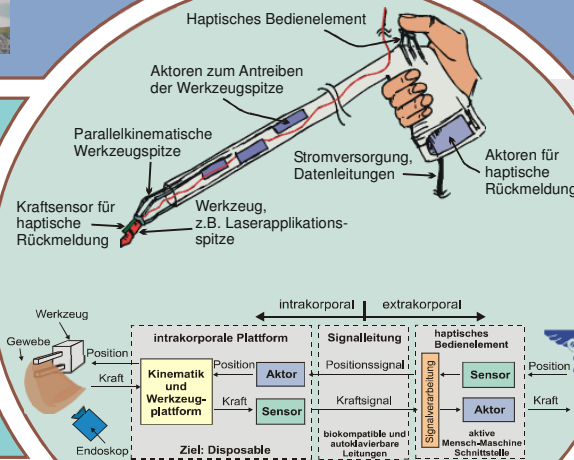 Haptisches Bedienelement
Aktoren zum Antreiben
der Werkzeugspitze
Parallelkinematische
Werkzeugspitze
Stromversorgung,
Datenleitungen
Aktoren für
haptische
Rückmeldung
Kraftsensor für
haptische
Rückmeldung
Werkzeug,
z.B. Laserapplikations-
spitze
intrakorporal
extrakorporal
Werkzeug
Gewebe
Position
Kraft
Endoskop
intrakorporale Plattform
Kinematik
und
Werkzeug-
plattform
Position
Aktor
Kraft
Sensor
Ziel: Disposable
Signalleitung
Positionssignal
Kraftsignal
biokompatible und
autoklavierbare
Leitungen
haptisches
Bedienelement
Signalverarbeitung
Sensor
Aktor
aktive
Mensch-Maschine
Schnittstelle
Position
Kraft